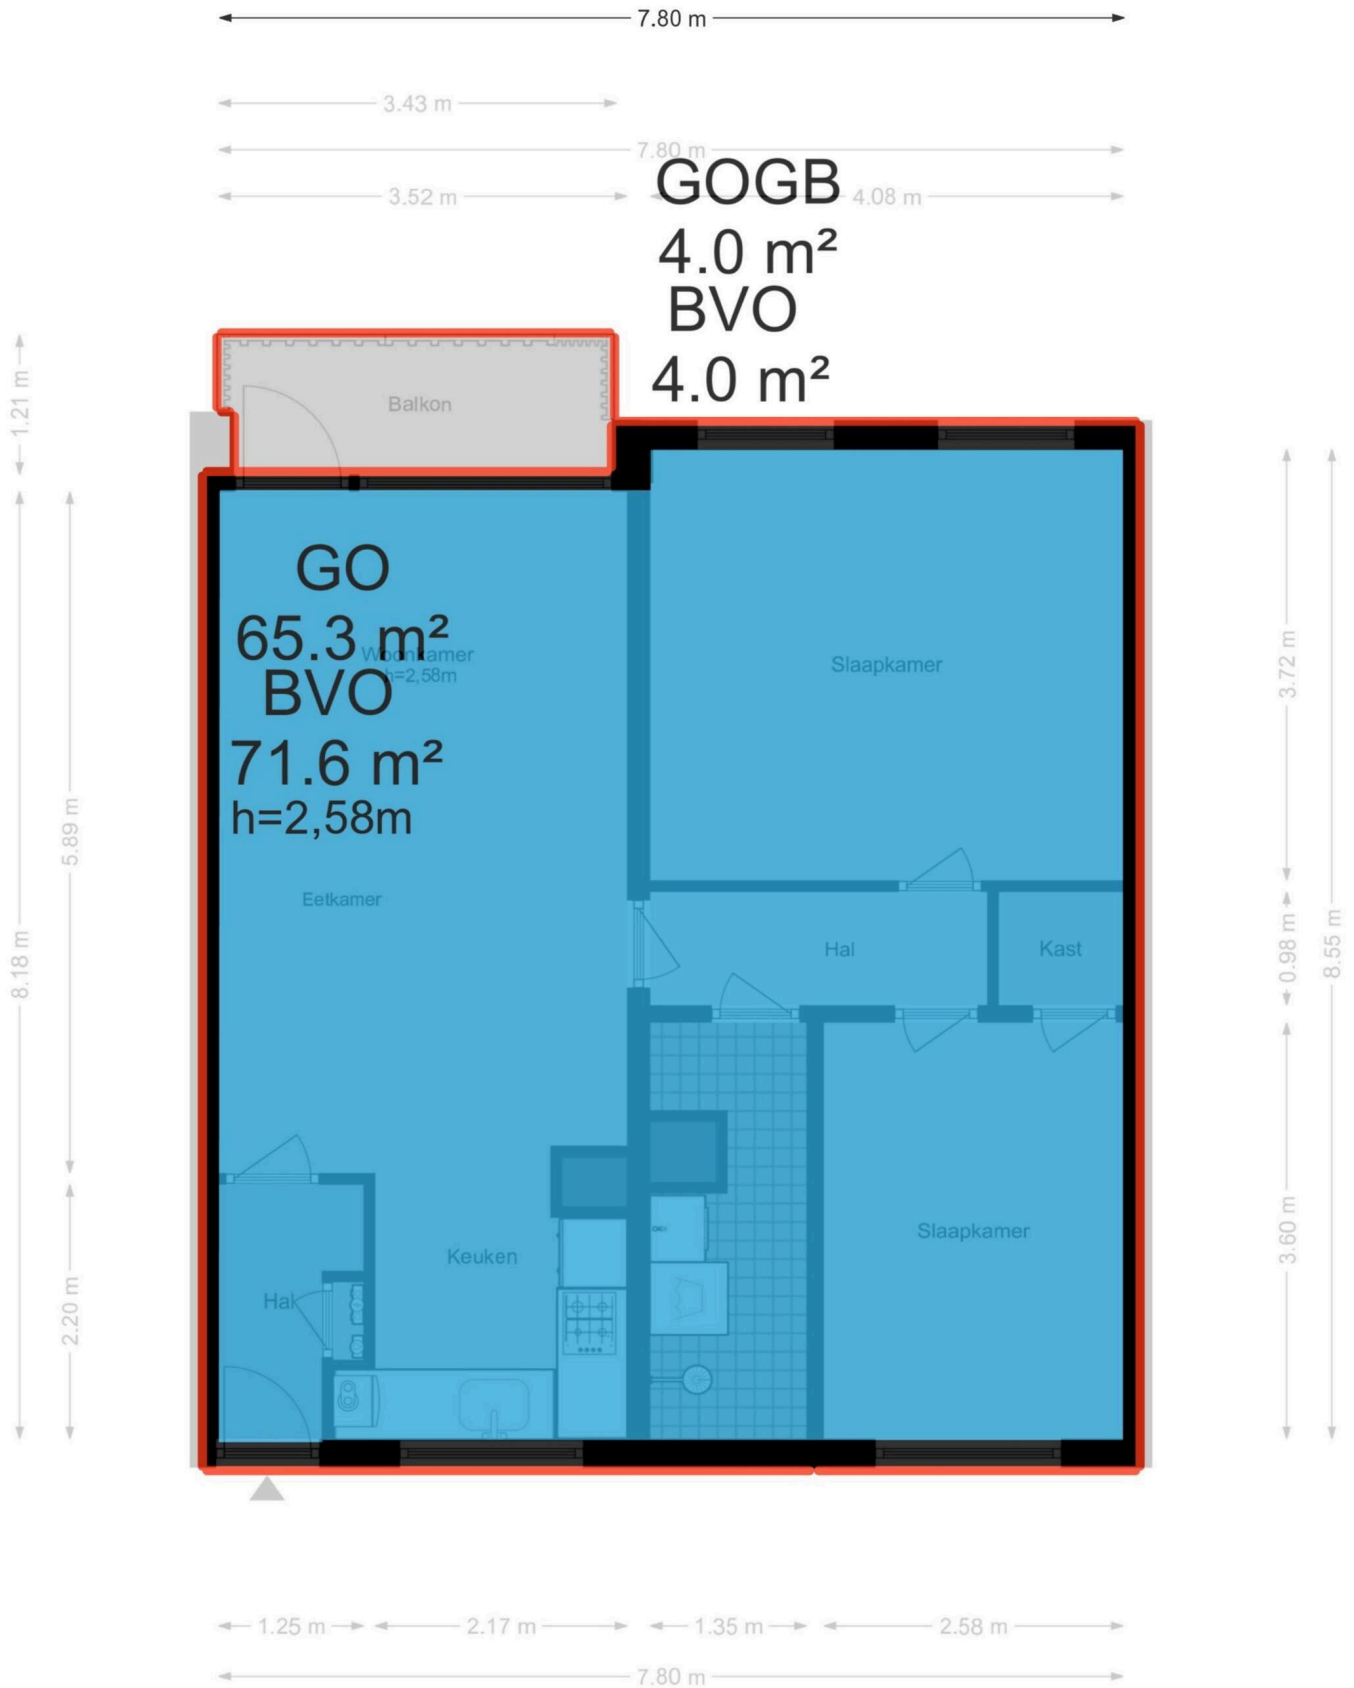 7.80 m
3.43 m
7.80 m
3.52 m
4.08 m
GOGB
4.0 m²
BVO
4.0 m²
1.21 m
Balkon
GO
65.3 m²
Woonkamer
h=2,58m
BVO
71.6 m²
h=2,58m
Slaapkamer
3.72 m
5.89 m
8.18 m
Eetkamer
Hal
Kast
0.98 m
8.55 m
Keuken
Slaapkamer
3.60 m
Hal
2.20 m
1.25 m
2.17 m
1.35 m
2.58 m
7.80 m